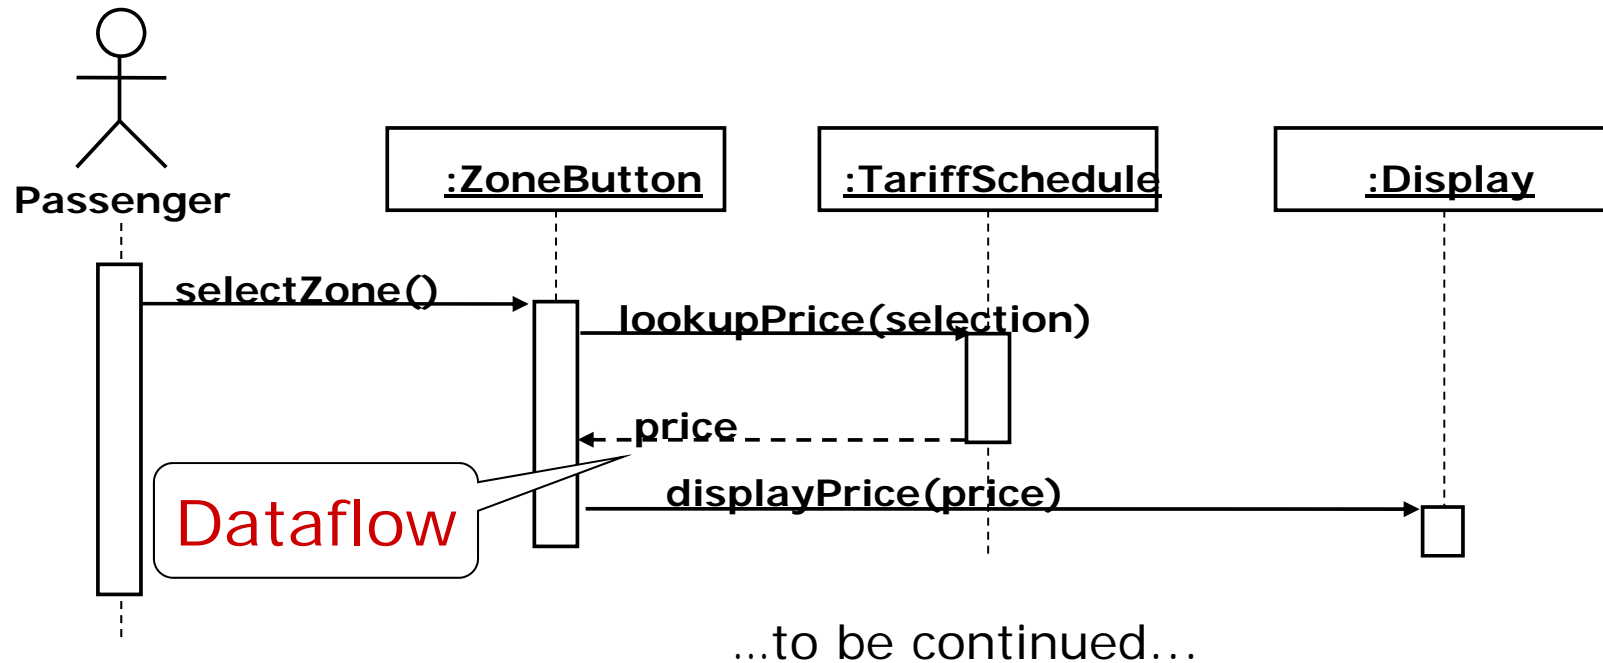 Passenger
:ZoneButton
:TariffSchedule
:Display
selectZone()
lookupPrice(selection)
price
displayPrice(price)
Dataflow
...to be continued...